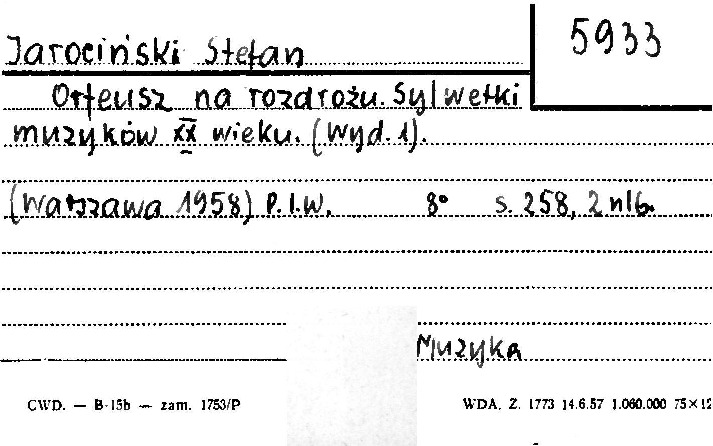 Jarociński Stefan
5933
Orfeusz na rozdrożu. Sylwetki
muzyków XX wieku. (Wyd. 1).
(Warszawa 1958) P.I.W. 8° s. 258, 2 nlb.
Muzyka
CWD. — B-15b — zam. 1753/P
WDA. Z. 1773 14.6.57 1.060.000 75×12